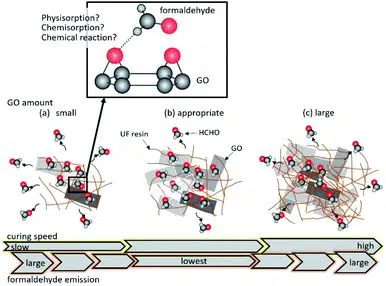 Physisorption?
Chemisorption?
Chemical reaction?
formaldehyde
GO
GO amount
(a) small
(b) appropriate
(c) large
UF resin
HCHO
GO
curing speed
slow
high
large
lowest
large
formaldehyde emission